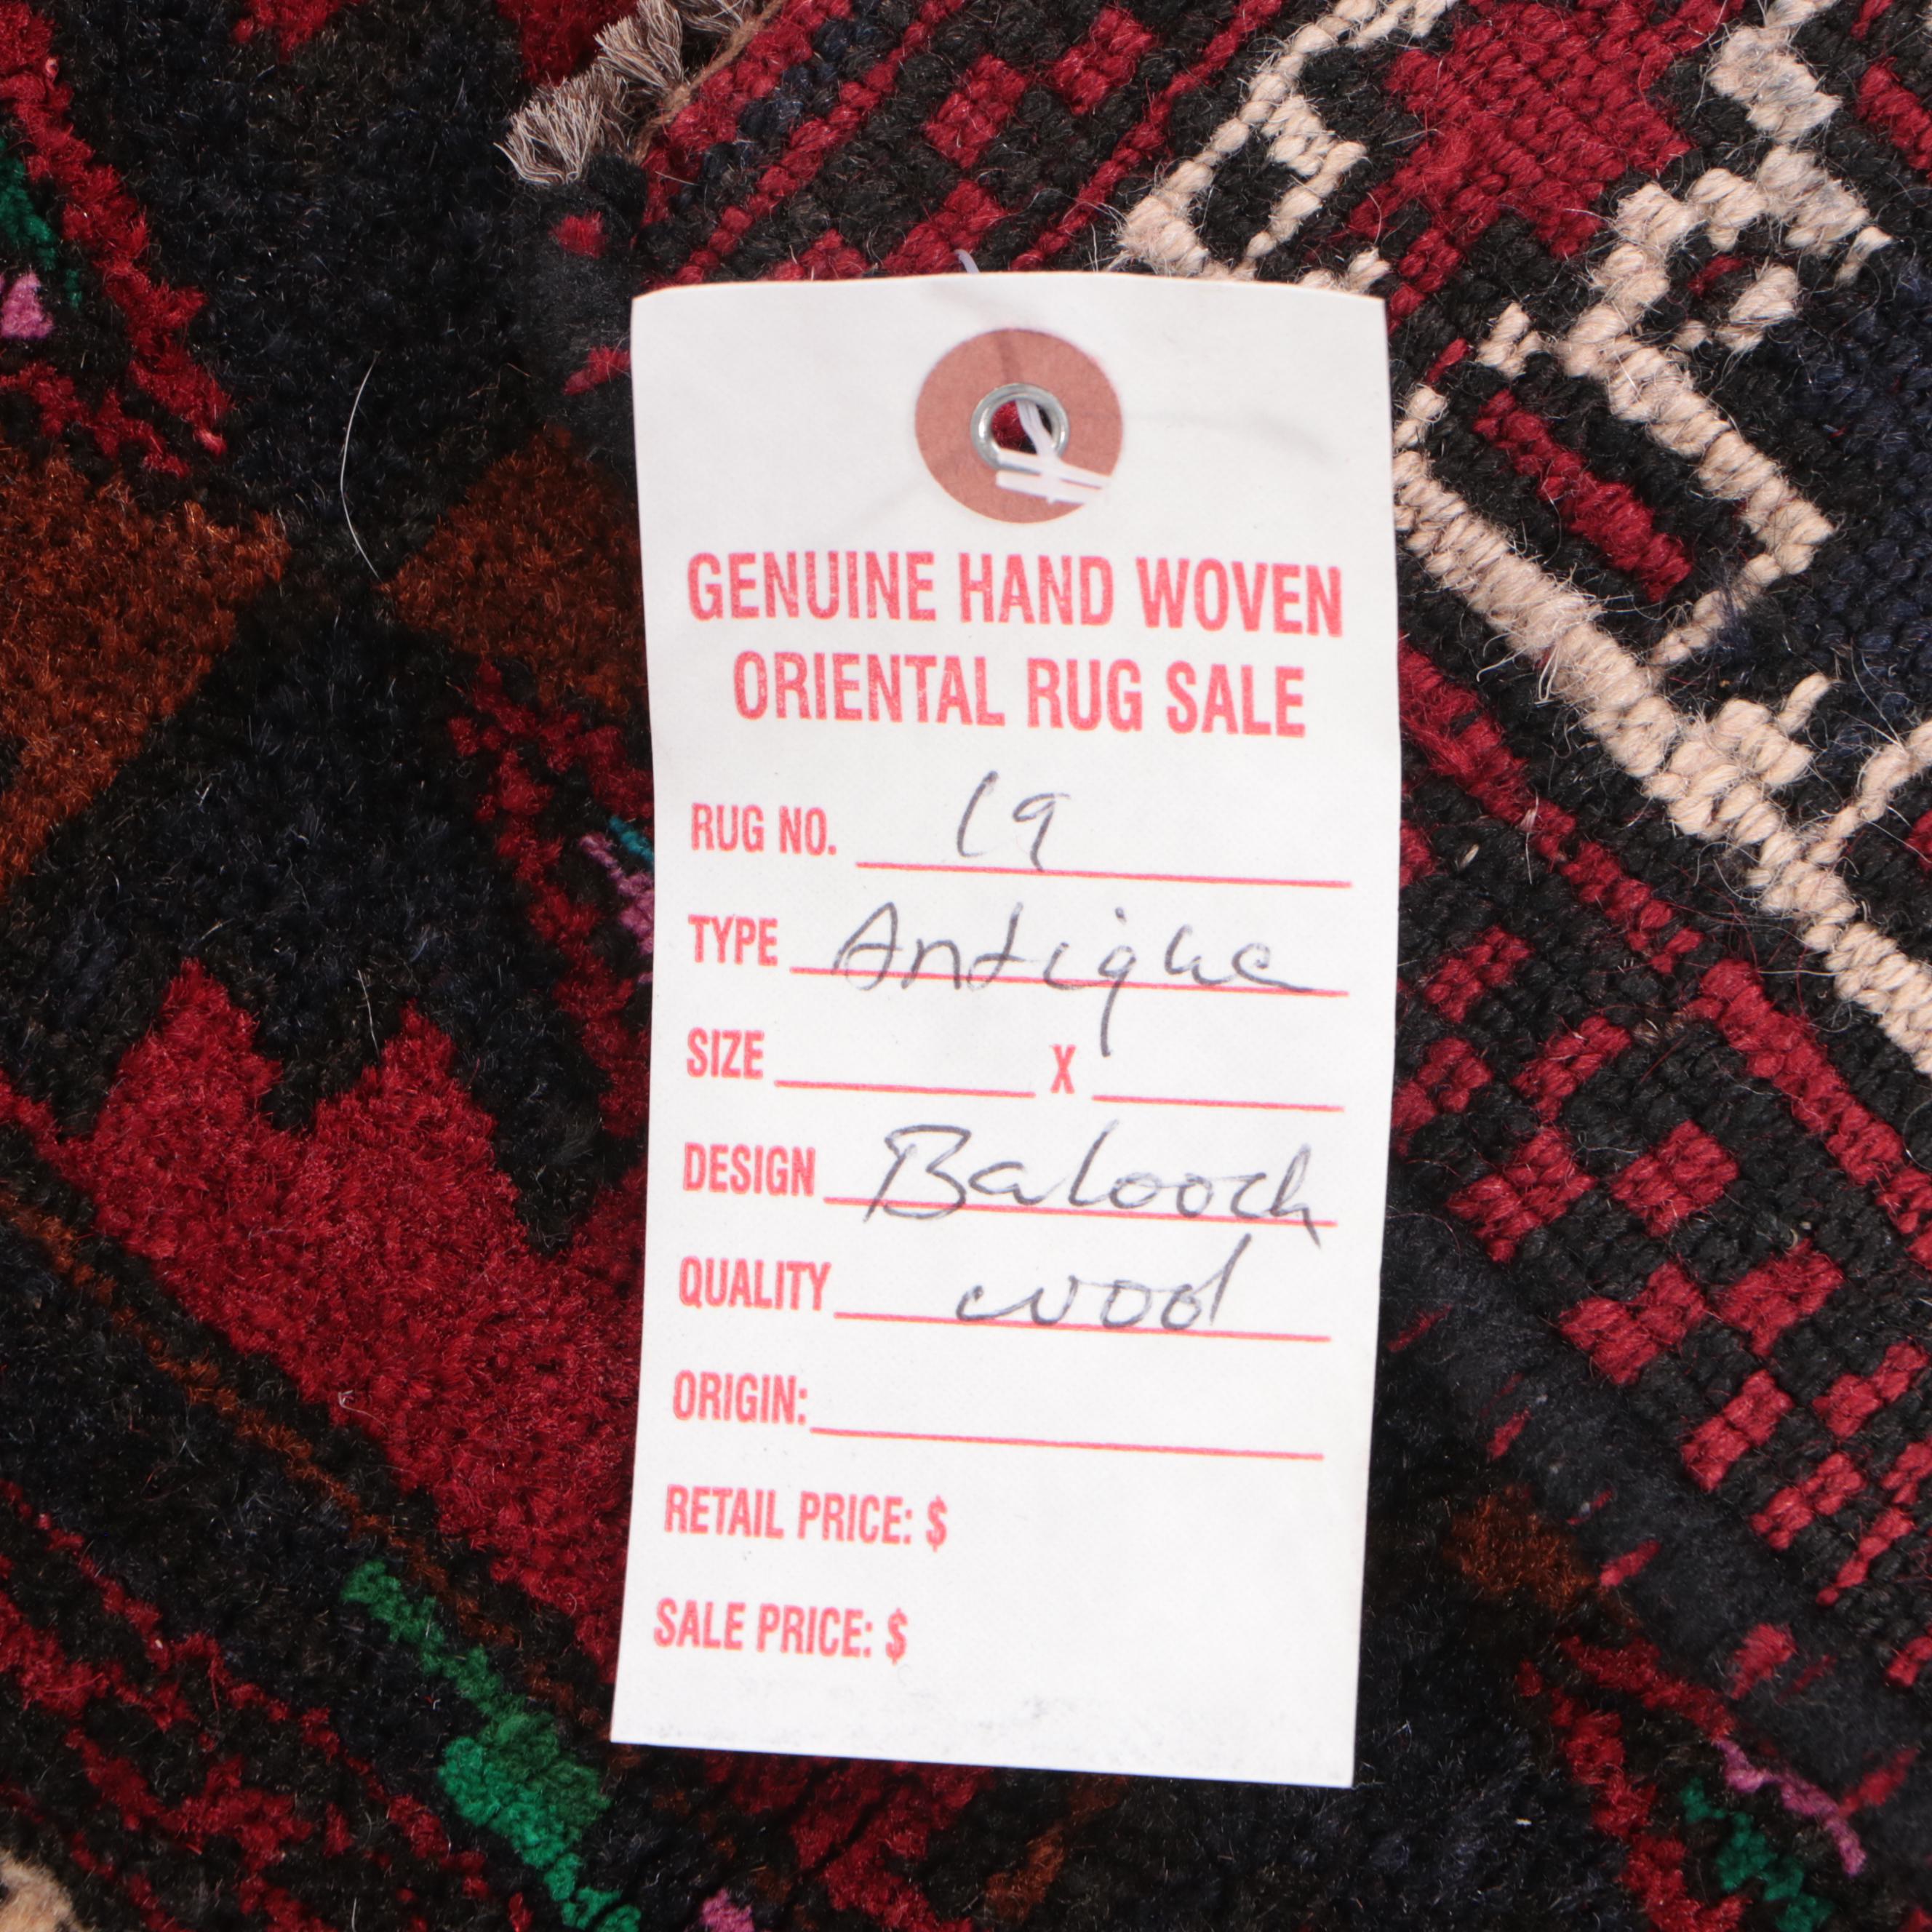 GENUINE HAND WOVEN
ORIENTAL RUG SALE
RUG NO. 19
TYPE Antique
SIZE X
DESIGN Balooch
QUALITY wool
ORIGIN:
RETAIL PRICE: $
SALE PRICE: $